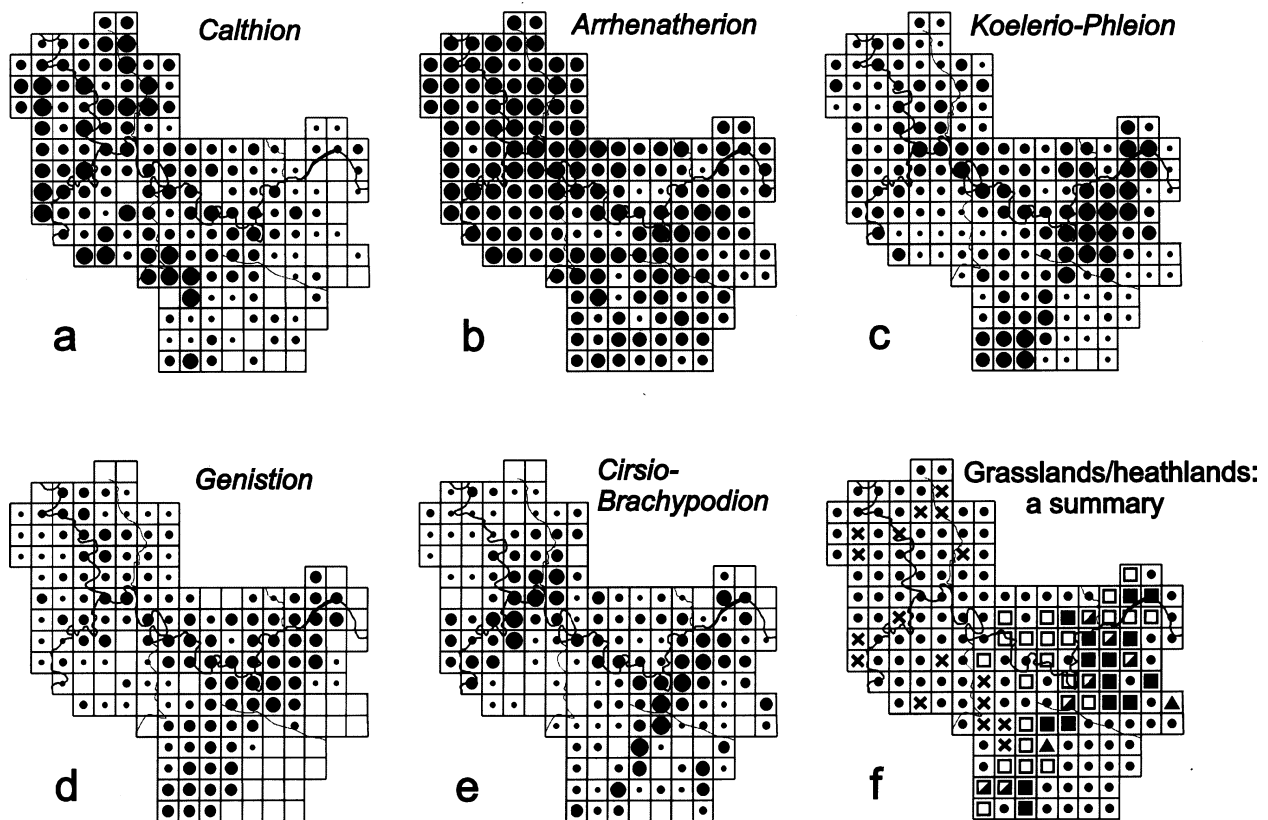 Calthion
a
Arrhenatherion
b
Koelerio-Phleion
c
Genistion
d
Cirsio-
Brachypodion
e
Grasslands/heathlands:
a summary
f